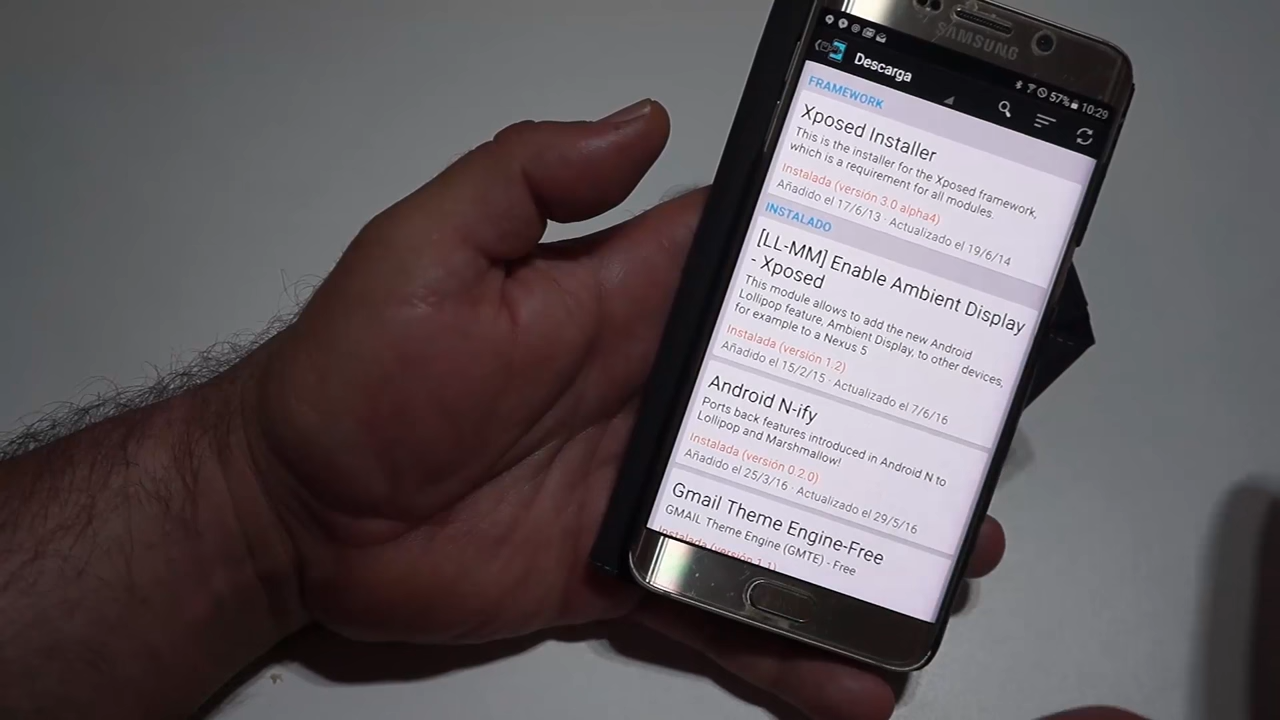 SAMSUNG
57% 10:29
Descarga
FRAMEWORK
Xposed Installer
This is the installer for the Xposed framework,
which is a requirement for all modules.
Instalada (versión 3.0 alpha4)
Añadido el 17/6/13 · Actualizado el 19/6/14
INSTALADO
[LL-MM] Enable Ambient Display
- Xposed
This module allows to add the new Android
Lollipop feature, Ambient Display, to other devices,
for example to a Nexus 5
Instalada (versión 1.2)
Añadido el 15/2/15 · Actualizado el 7/6/16
Android N-ify
Ports back features introduced in Android N to
Lollipop and Marshmallow!
Instalada (versión 0.2.0)
Añadido el 25/3/16 · Actualizado el 29/5/16
Gmail Theme Engine-Free
GMAIL Theme Engine (GMTE) - Free
Instalada (versión 1.1)